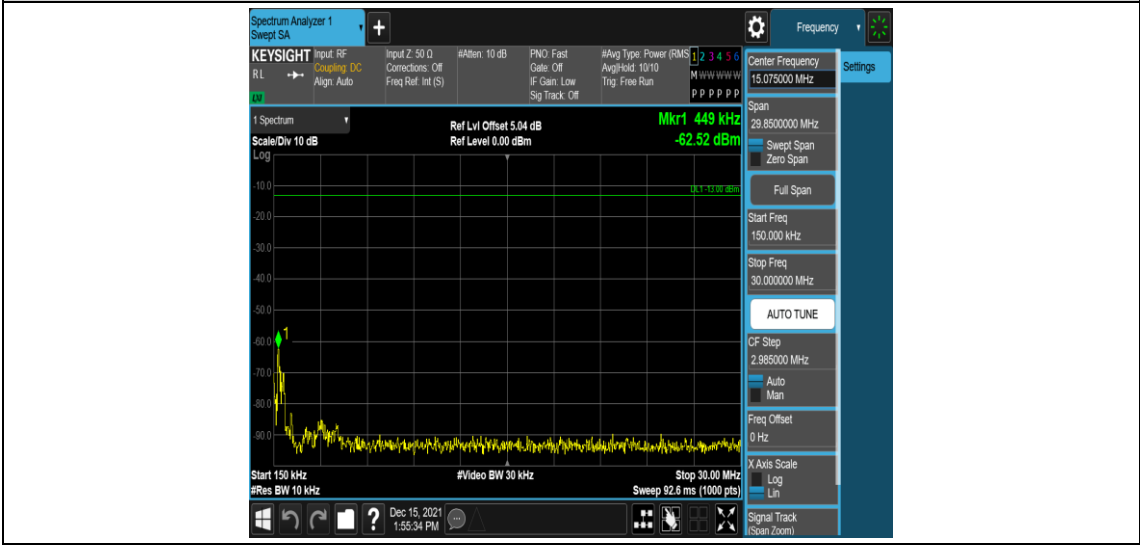 Spectrum Analyzer 1
Swept SA
+
Frequency
KEYSIGHT
RL
LM
Input: RF
Coupling: DC
Align: Auto
Input Z: 50 Ω
Corrections: Off
Freq Ref: Int (S)
#Atten: 10 dB
PNO: Fast
Gate: Off
IF Gain: Low
Sig Track: Off
#Avg Type: Power (RMS
Avg|Hold: 10/10
Trig: Free Run
1 2 3 4 5 6
M W W W W W
P P P P P P
1 Spectrum
Scale/Div 10 dB
Log
Ref Lvl Offset 5.04 dB
Ref Level 0.00 dBm
Mkr1 449 kHz
-62.52 dBm
DL1 -13.00 dBm
-10.0
-20.0
-30.0
-40.0
-50.0
-60.0
-70.0
-80.0
-90.0
1
Start 150 kHz
#Res BW 10 kHz
#Video BW 30 kHz
Stop 30.00 MHz
Sweep 92.6 ms (1000 pts)
Center Frequency
15.075000 MHz
Settings
Span
29.8500000 MHz
Swept Span
Zero Span
Full Span
Start Freq
150.000 kHz
Stop Freq
30.000000 MHz
AUTO TUNE
CF Step
2.985000 MHz
Auto
Man
Freq Offset
0 Hz
X Axis Scale
Log
Lin
Signal Track
(Span Zoom)
?
Dec 15, 2021
1:55:34 PM